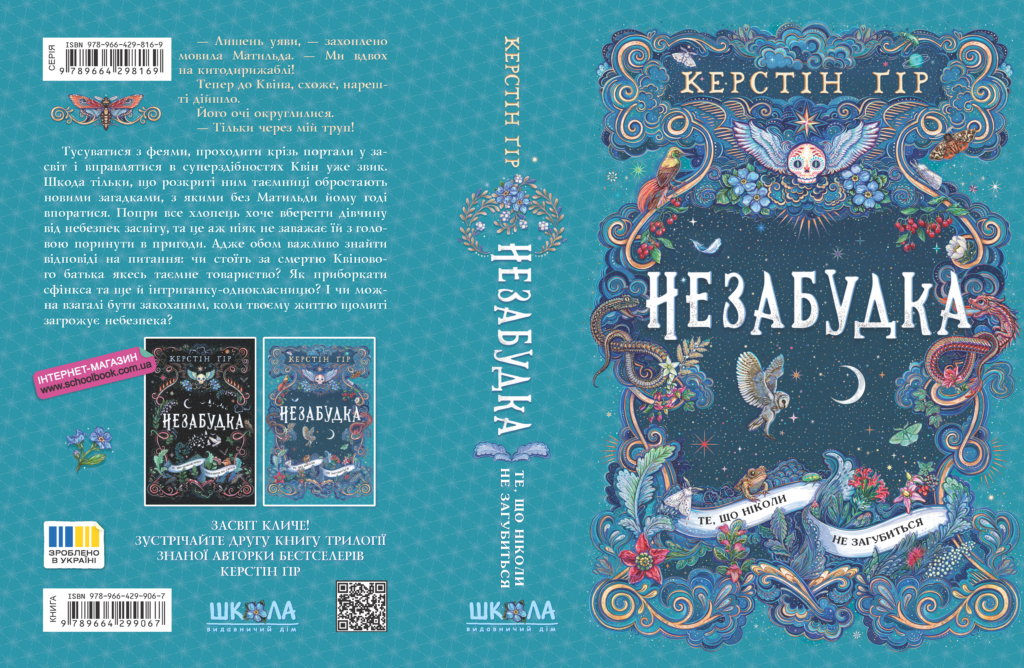 СЕРІЯ
ISBN 978-966-429-816-9
9 789664 298169
— Лишень уяви, — захоплено
мовила Матильда. — Ми вдвох
на китодирижаблі!
Тепер до Квіна, схоже, нареш-
ті дійшло.
Його очі округлилися.
— Тільки через мій труп!
Тусуватися з феями, проходити крізь портали у за-
світ і вправлятися в суперздібностях Квін уже звик.
Шкода тільки, що розкриті ним таємниці обростають
новими загадками, з якими без Матильди йому годі
впоратися. Попри все хлопець хоче вберегти дівчину
від небезпек засвіту, та це аж ніяк не заважає їй з голо-
вою поринути в пригоди. Адже обом важливо знайти
відповіді на питання: чи стоїть за смертю Квіново-
го батька якесь таємне товариство? Як приборкати
сфінкса та ще й інтриганку-однокласницю? І чи мож-
на взагалі бути закоханим, коли твоєму життю щомиті
загрожує небезпека?
ІНТЕРНЕТ-МАГАЗИН
www.schoolbook.com.ua
КЕРСТІН ҐІР
НЕЗАБУДКА
КЕРСТІН ҐІР
НЕЗАБУДКА
ЗАСВІТ КЛИЧЕ!
ЗУСТРІЧАЙТЕ ДРУГУ КНИГУ ТРИЛОГІЇ
ЗНАНОЇ АВТОРКИ БЕСТСЕЛЕРІВ
КЕРСТІН ҐІР
ЗРОБЛЕНО
В УКРАЇНІ
КНИГА
ISBN 978-966-429-906-7
9 789664 299067
ШКОЛА
видавничий дім
КЕРСТІН ҐІР
НЕЗАБУДКА
ТЕ, ЩО НІКОЛИ
НЕ ЗАГУБИТЬСЯ
ШКОЛА
видавничий дім
КЕРСТІН ҐІР
НЕЗАБУДКА
ТЕ, ЩО НІКОЛИ
НЕ ЗАГУБИТЬСЯ